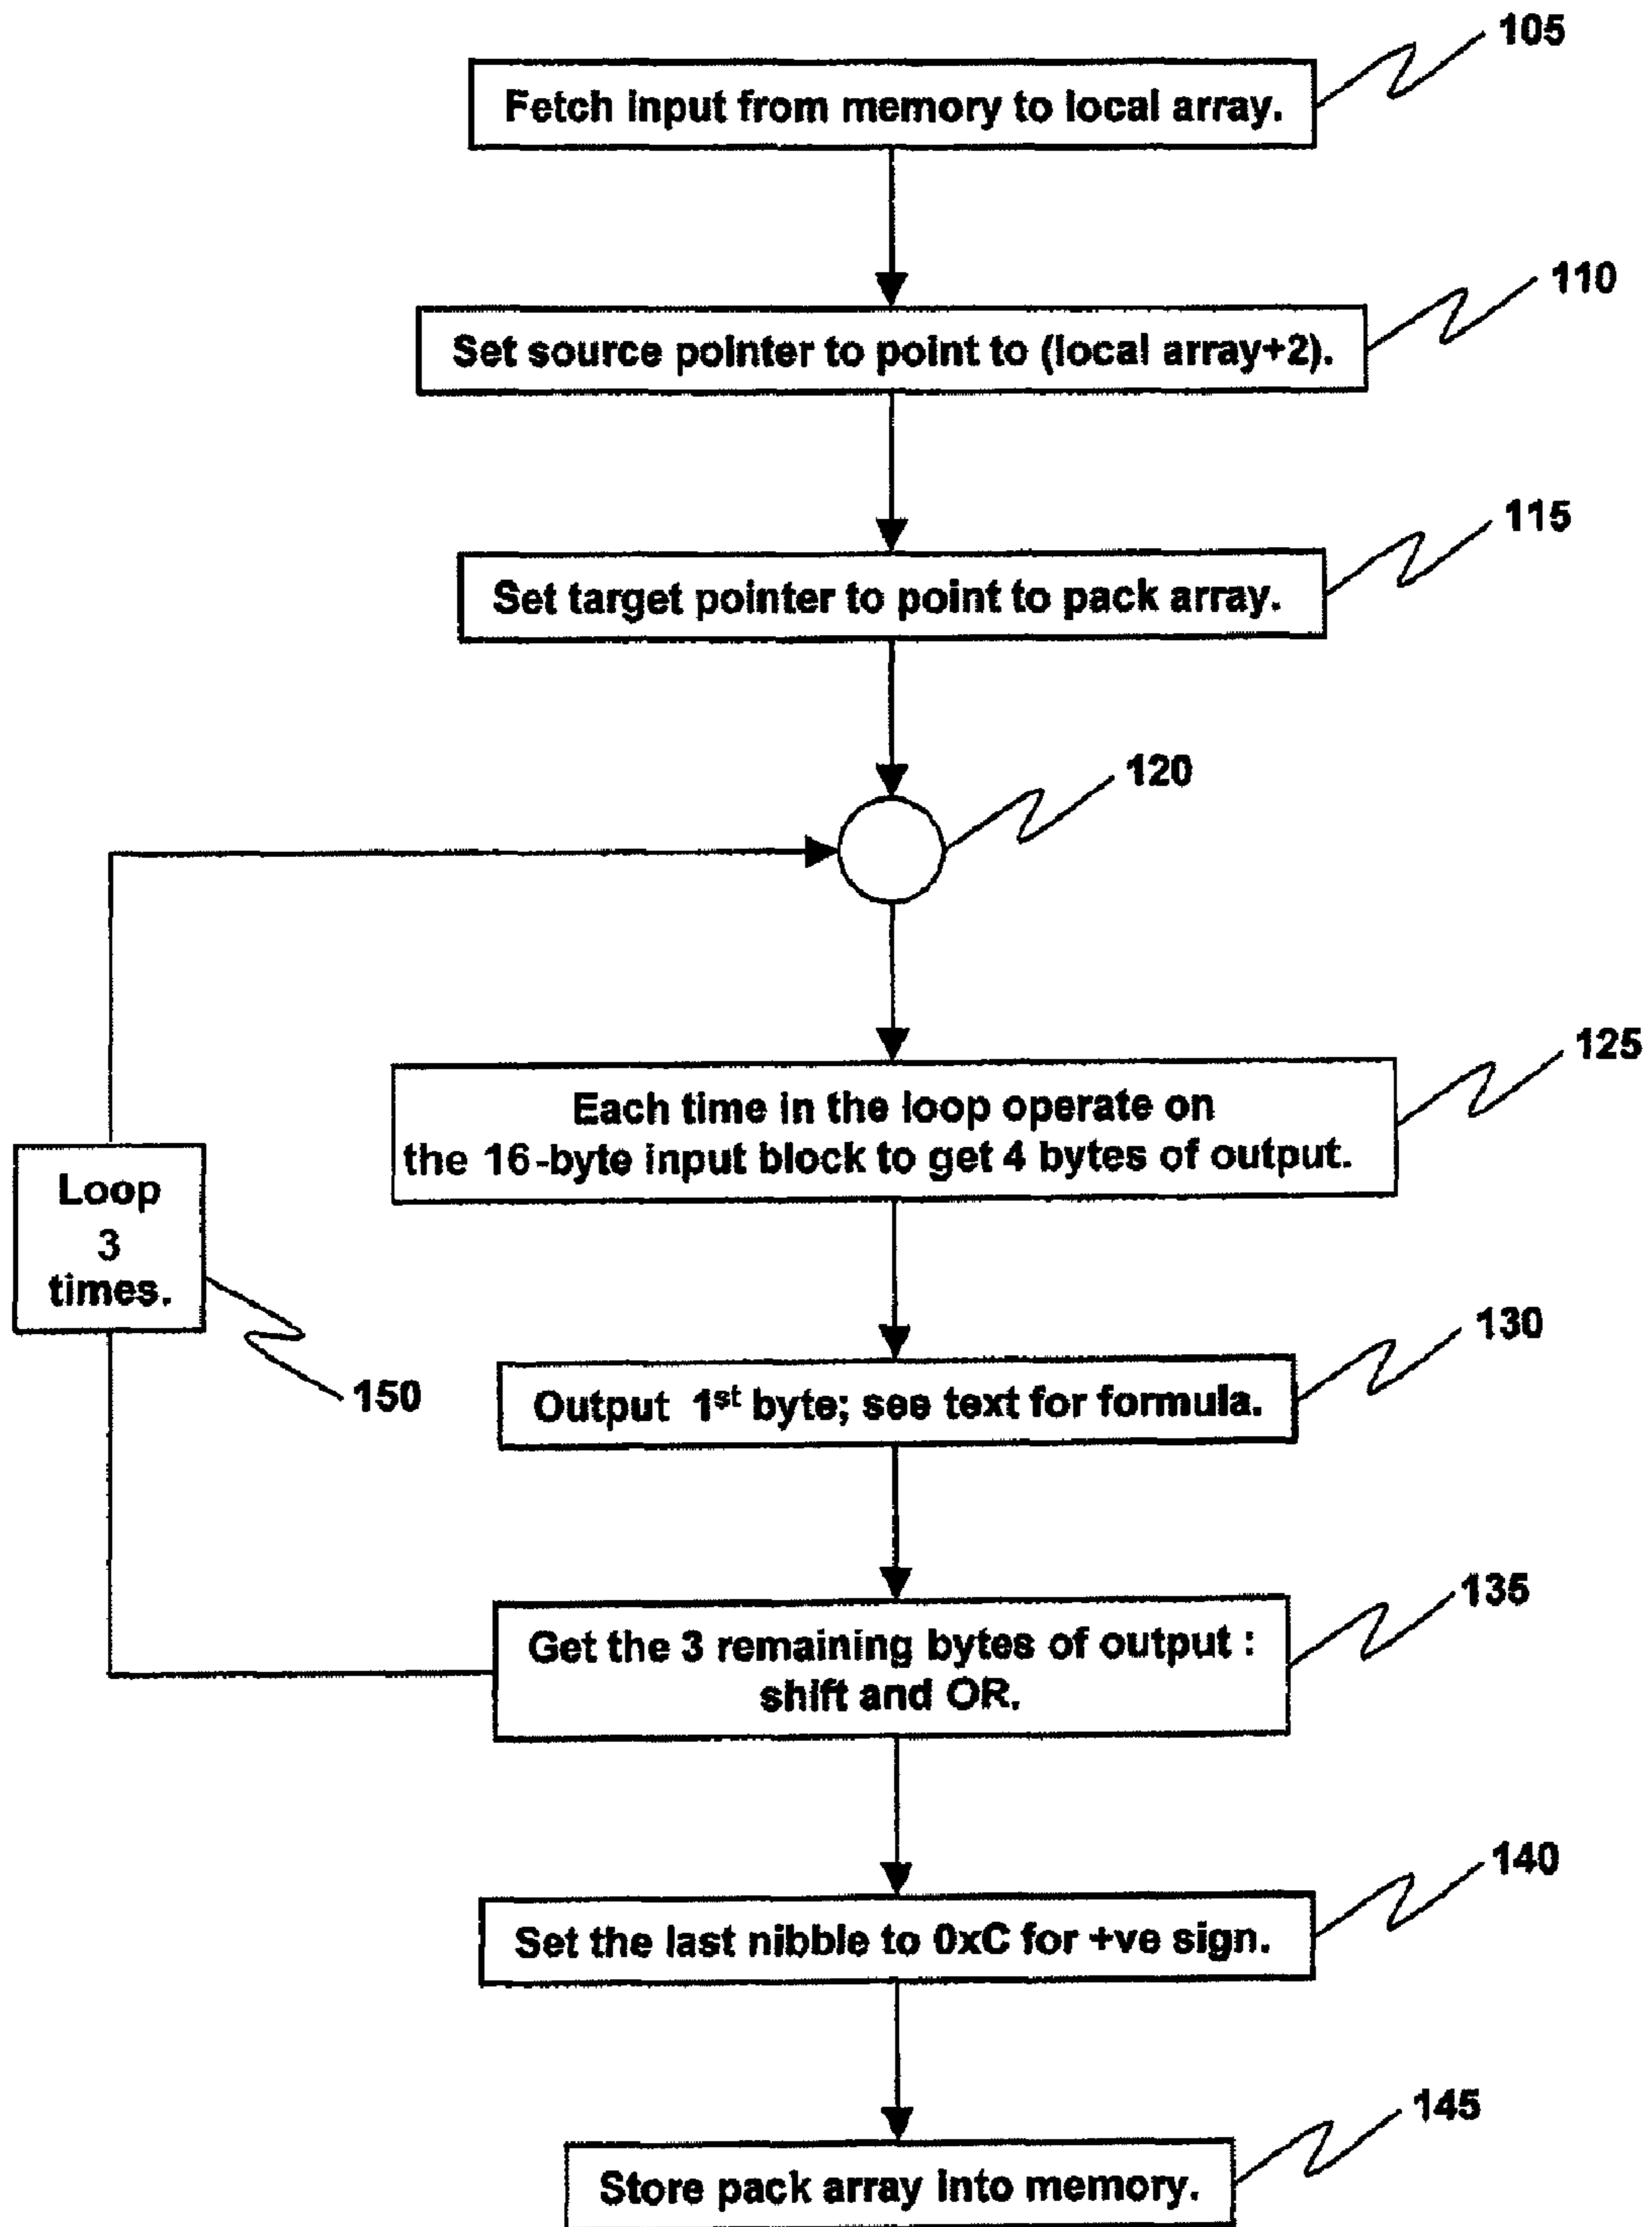 105
Fetch input from memory to local array.
110
Set source pointer to point to (local array+2).
115
Set target pointer to point to pack array.
120
125
Each time in the loop operate on
the 16-byte input block to get 4 bytes of output.
Loop
3
times.
150
130
Output 1st byte; see text for formula.
135
Get the 3 remaining bytes of output :
shift and OR.
140
Set the last nibble to 0xC for +ve sign.
145
Store pack array into memory.